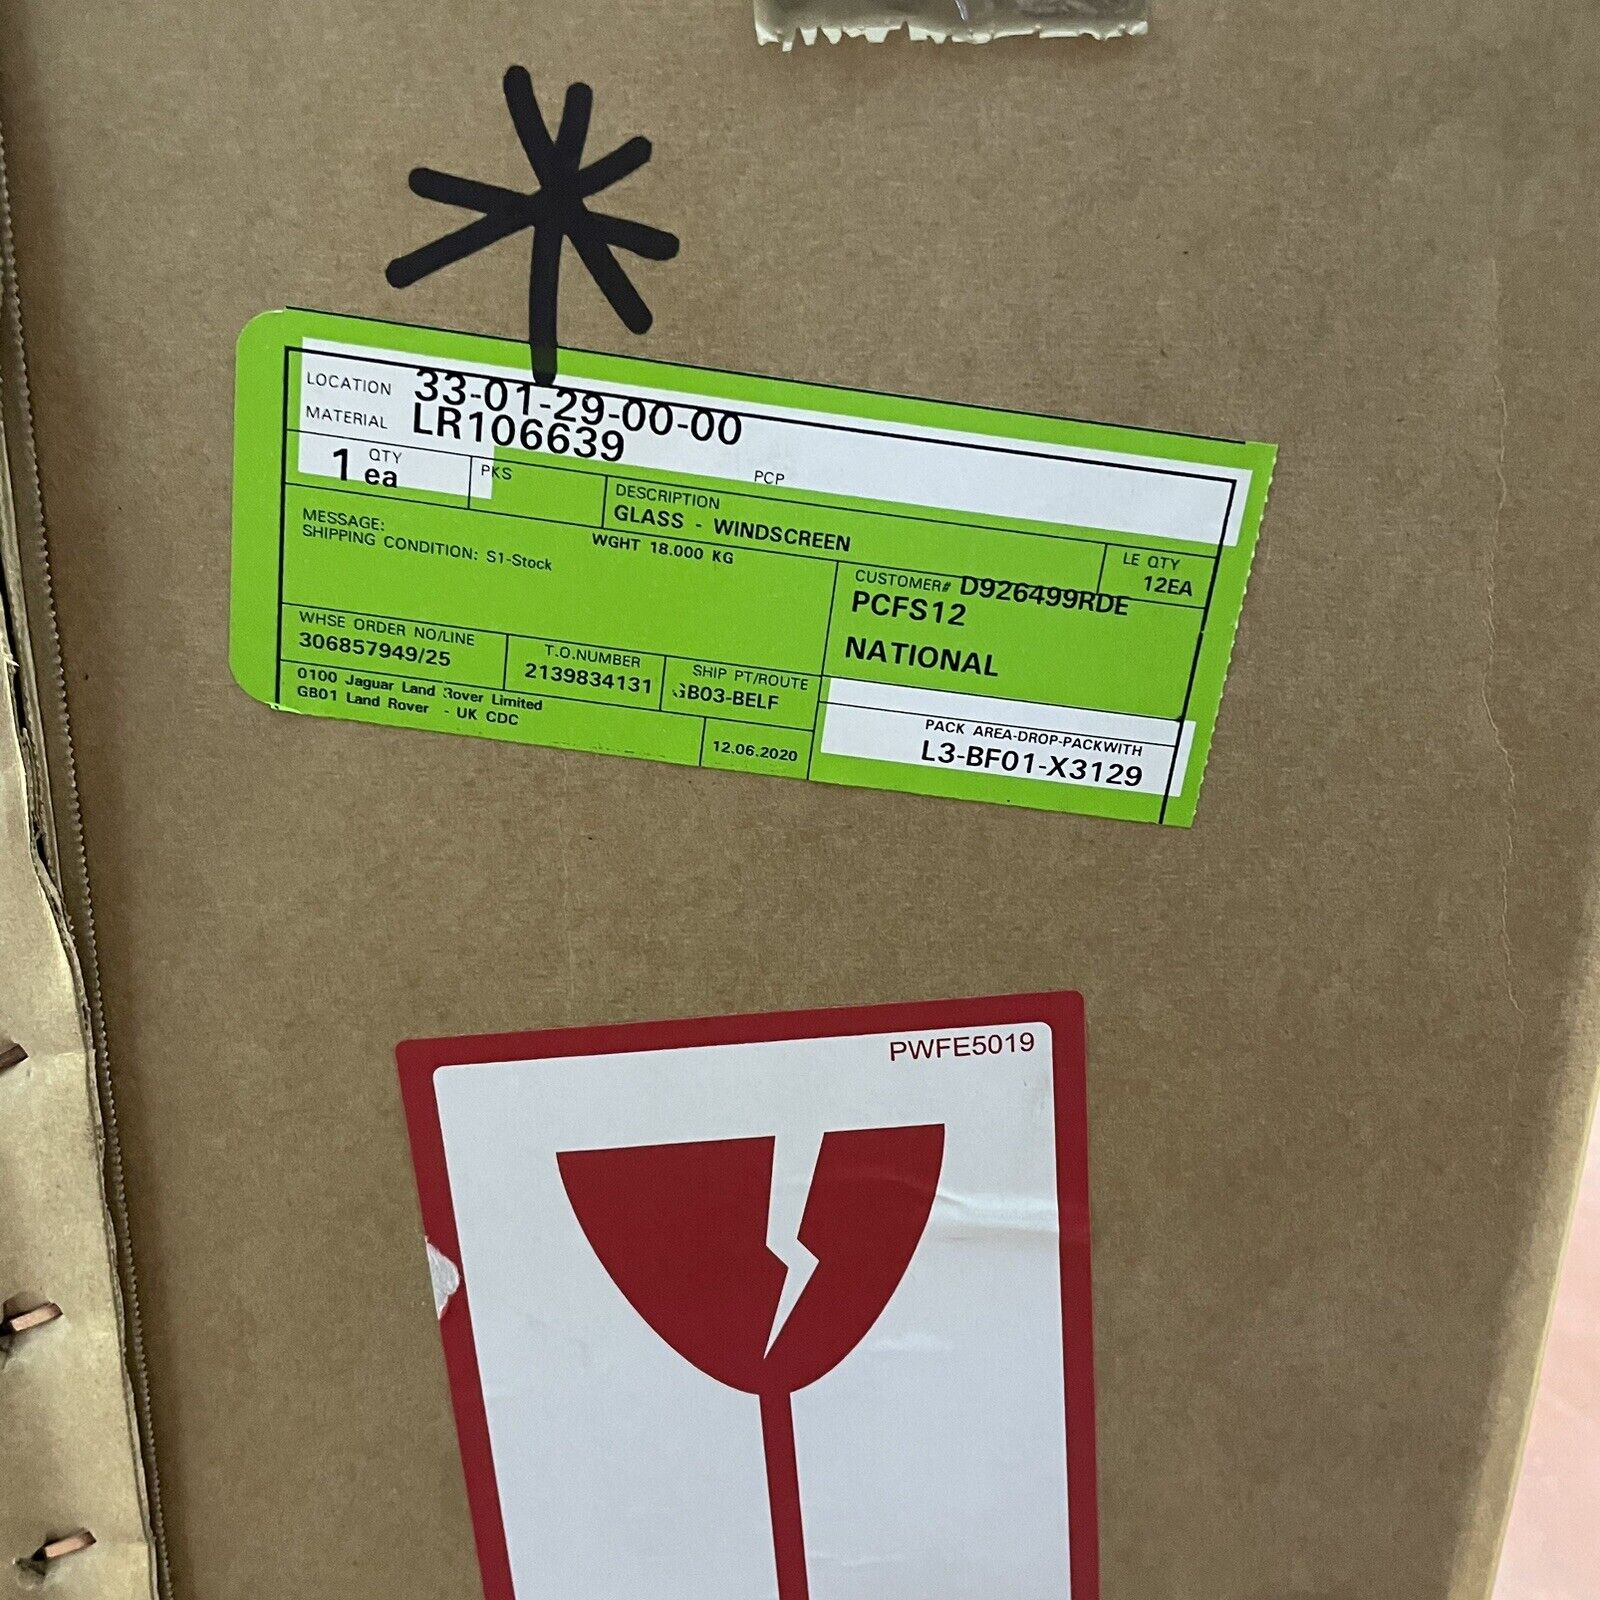 LOCATION 33-01-29-00-00
MATERIAL LR106639
QTY 1 ea
PKS
PCP
DESCRIPTION
GLASS - WINDSCREEN
LE QTY
12EA
MESSAGE:
SHIPPING CONDITION: S1-Stock
WGHT 18.000 KG
CUSTOMER# D926499RDE
PCFS12
NATIONAL
WHSE ORDER NO/LINE
306857949/25
T.O.NUMBER
2139834131
SHIP PT/ROUTE
GB03-BELF
0100 Jaguar Land Rover Limited
GB01 Land Rover - UK CDC
12.06.2020
PACK AREA-DROP-PACKWITH
L3-BF01-X3129
PWFE5019